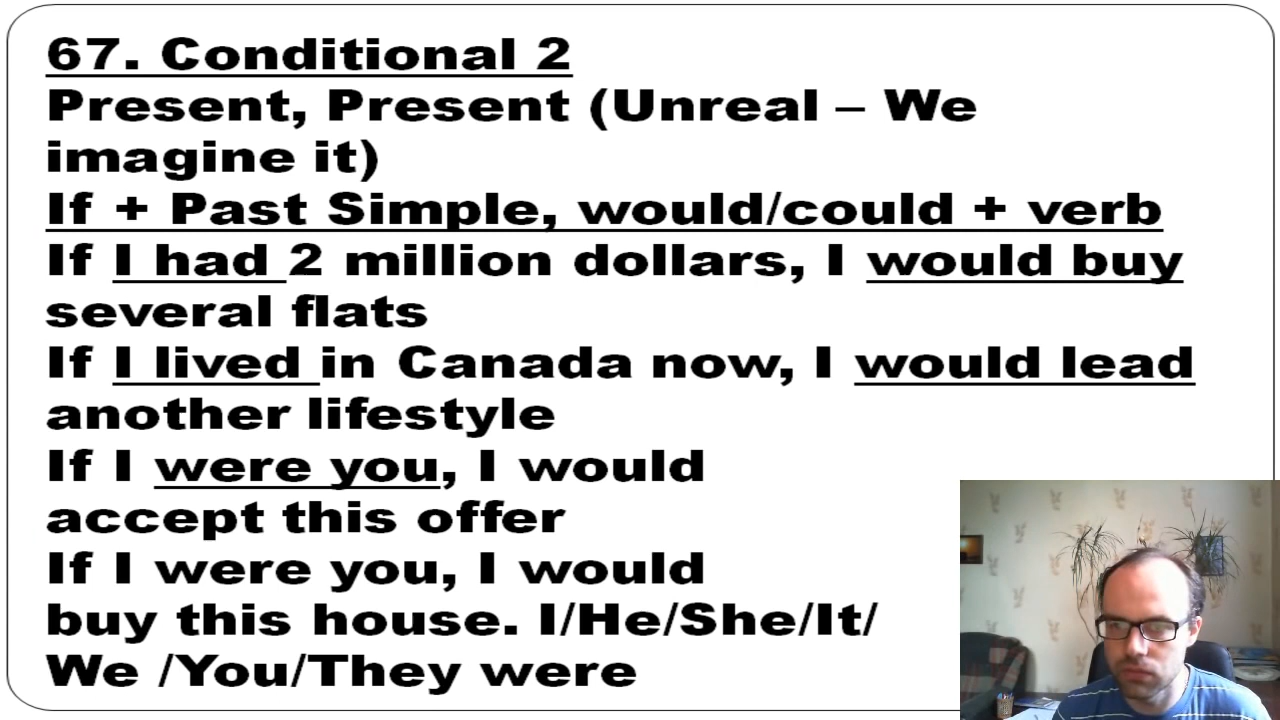 67. Conditional 2
Present, Present (Unreal – We
imagine it)
If + Past Simple, would/could + verb
If I had 2 million dollars, I would buy
several flats
If I lived in Canada now, I would lead
another lifestyle
If I were you, I would
accept this offer
If I were you, I would
buy this house. I/He/She/It/
We /You/They were